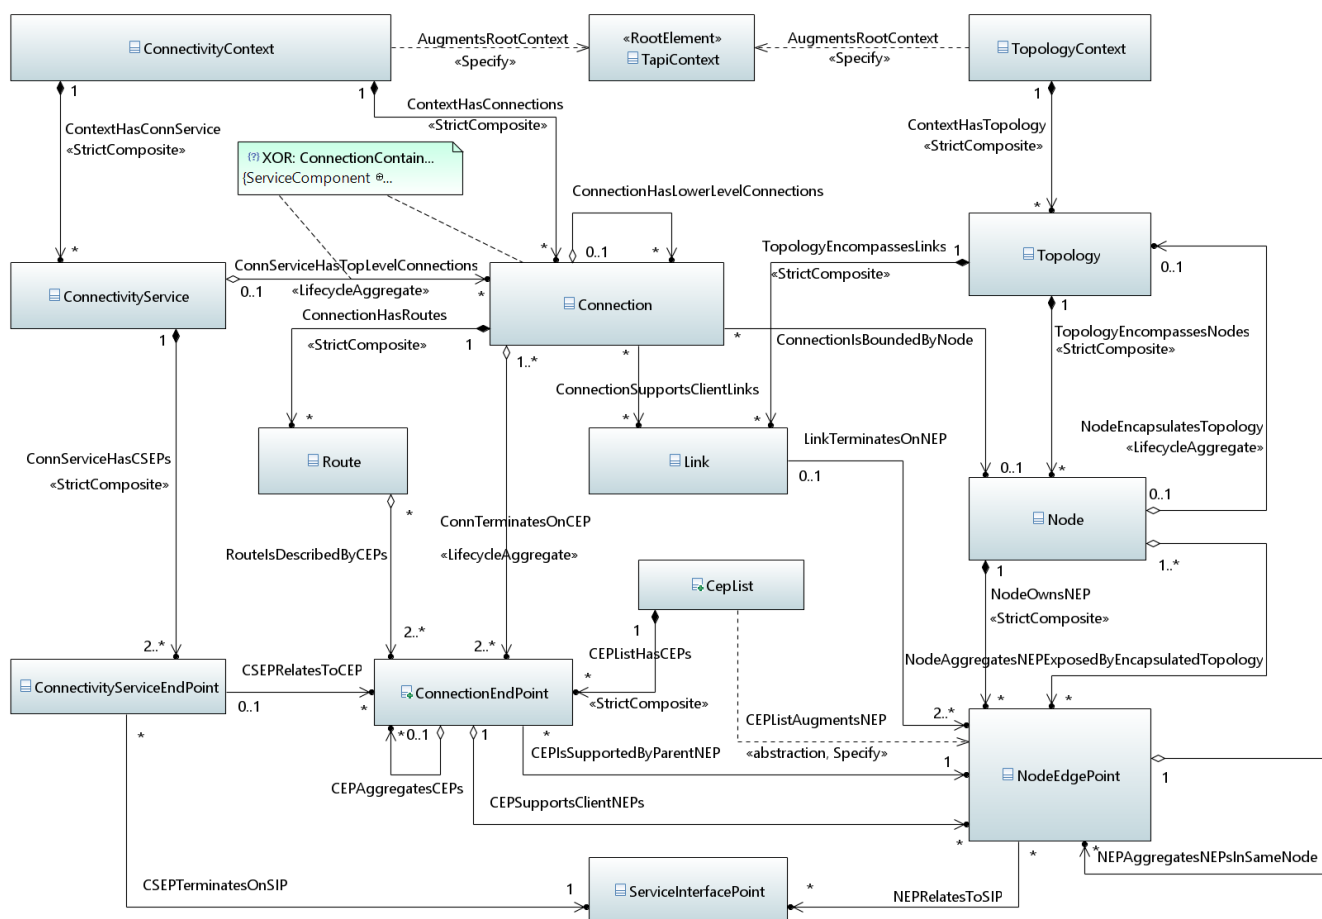 ConnectivityContext
AugmentsRootContext
«Specify»
«RootElement»
TapiContext
AugmentsRootContext
«Specify»
TopologyContext
1
1
1
ContextHasConnService
«StrictComposite»
ContextHasConnections
«StrictComposite»
ContextHasTopology
«StrictComposite»
(?) XOR: ConnectionContain...
{ServiceComponent ⊕...
ConnectionHasLowerLevelConnections
0..1
*
*
*
*
ConnectivityService
ConnServiceHasTopLevelConnections
0..1
«LifecycleAggregate»
*
Connection
TopologyEncompassesLinks
1
«StrictComposite»
Topology
0..1
ConnectionHasRoutes
«StrictComposite»
1
1
1..*
*
*
ConnectionIsBoundedByNode
1
TopologyEncompassesNodes
«StrictComposite»
ConnectionSupportsClientLinks
*
*
*
Route
Link
LinkTerminatesOnNEP
0..1
NodeEncapsulatesTopology
«LifecycleAggregate»
ConnServiceHasCSEPs
«StrictComposite»
0..1
*
Node
0..1
1..*
1
*
RouteIsDescribedByCEPs
ConnTerminatesOnCEP
«LifecycleAggregate»
CepList
1
NodeOwnsNEP
«StrictComposite»
2..*
2..*
2..*
CEPListHasCEPs
*
«StrictComposite»
NodeAggregatesNEPExposedByEncapsulatedTopology
*
*
ConnectivityServiceEndPoint
CSEPRelatesToCEP
0..1
*
ConnectionEndPoint
*
0..1
1
*
CEPListAugmentsNEP
«abstraction, Specify»
2..*
CEPIsSupportedByParentNEP
1
NodeEdgePoint
1
CEPAggregatesCEPs
CEPSupportsClientNEPs
*
*
*
*
NEPAggregatesNEPsInSameNode
CSEPTerminatesOnSIP
1
ServiceInterfacePoint
*
NEPRelatesToSIP